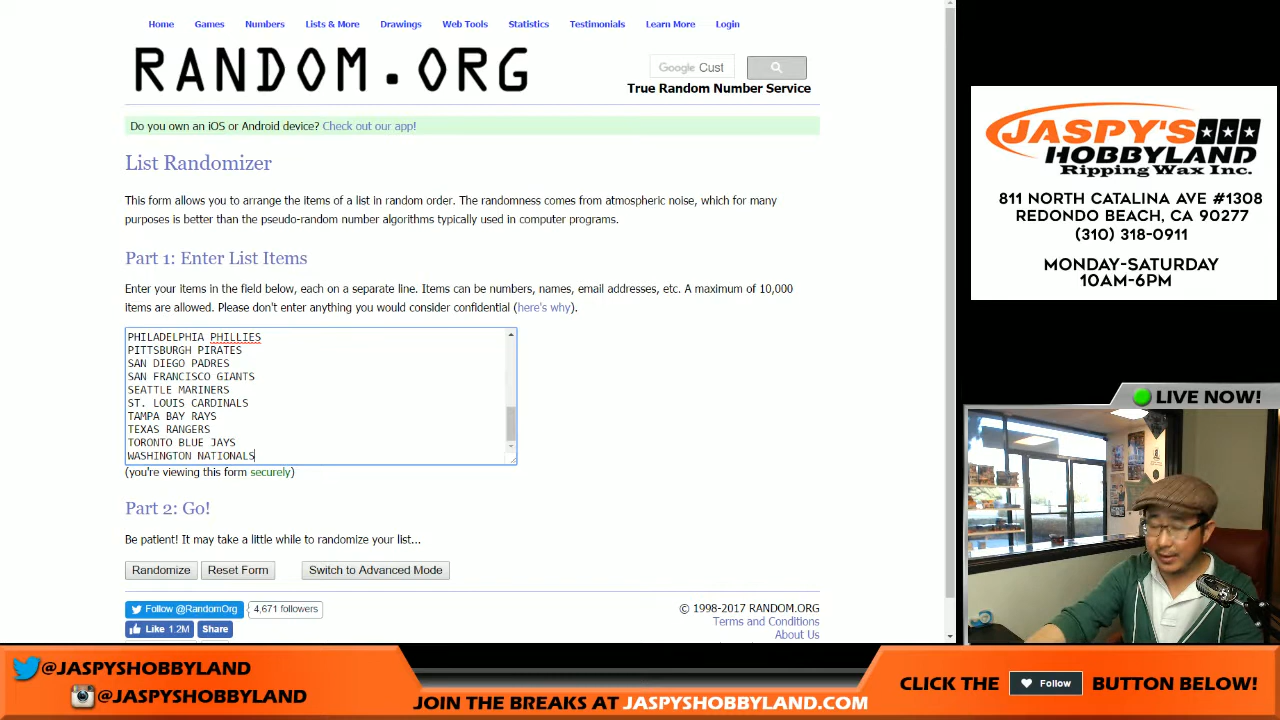 Home Games Numbers Lists & More Drawings Web Tools Statistics Testimonials Learn More Login
RANDOM.ORG
Google Cust
True Random Number Service
Do you own an iOS or Android device? Check out our app!
List Randomizer
This form allows you to arrange the items of a list in random order. The randomness comes from atmospheric noise, which for many
purposes is better than the pseudo-random number algorithms typically used in computer programs.
Part 1: Enter List Items
Enter your items in the field below, each on a separate line. Items can be numbers, names, email addresses, etc. A maximum of 10,000
items are allowed. Please don't enter anything you would consider confidential (here's why).
PHILADELPHIA PHILLIES
PITTSBURGH PIRATES
SAN DIEGO PADRES
SAN FRANCISCO GIANTS
SEATTLE MARINERS
ST. LOUIS CARDINALS
TAMPA BAY RAYS
TEXAS RANGERS
TORONTO BLUE JAYS
WASHINGTON NATIONALS
(you're viewing this form securely)
Part 2: Go!
Be patient! It may take a little while to randomize your list...
Randomize Reset Form Switch to Advanced Mode
Follow @RandomOrg 4,671 followers
Like 1.2M Share
© 1998-2017 RANDOM.ORG
Terms and Conditions
About Us
JASPY'S
HOBBYLAND
Ripping Wax Inc.
811 NORTH CATALINA AVE #1308
REDONDO BEACH, CA 90277
(310) 318-0911
MONDAY-SATURDAY
10AM-6PM
LIVE NOW!
@JASPYSHOBBYLAND
@JASPYSHOBBYLAND
JOIN THE BREAKS AT JASPYSHOBBYLAND.COM
CLICK THE Follow BUTTON BELOW!